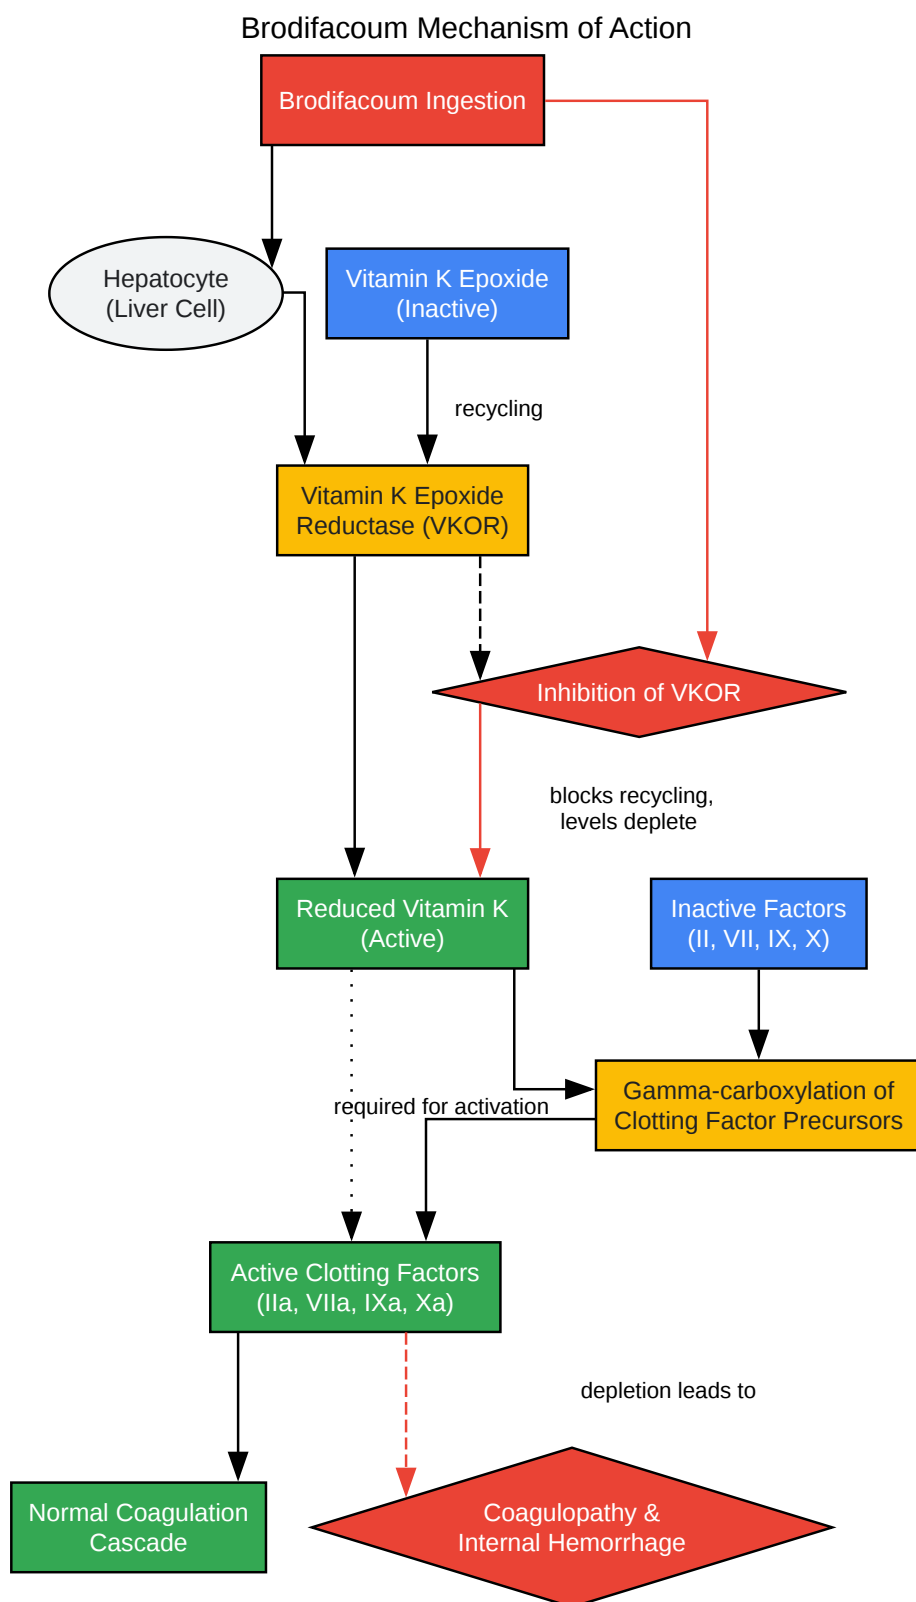 Brodifacoum Mechanism of Action
Brodifacoum Ingestion
Hepatocyte
(Liver Cell)
Vitamin K Epoxide
(Inactive)
recycling
Vitamin K Epoxide
Reductase (VKOR)
Inhibition of VKOR
blocks recycling,
levels deplete
Reduced Vitamin K
(Active)
Inactive Factors
(II, VII, IX, X)
Gamma-carboxylation of
Clotting Factor Precursors
required for activation
Active Clotting Factors
(IIa, VIIa, IXa, Xa)
depletion leads to
Normal Coagulation
Cascade
Coagulopathy &
Internal Hemorrhage